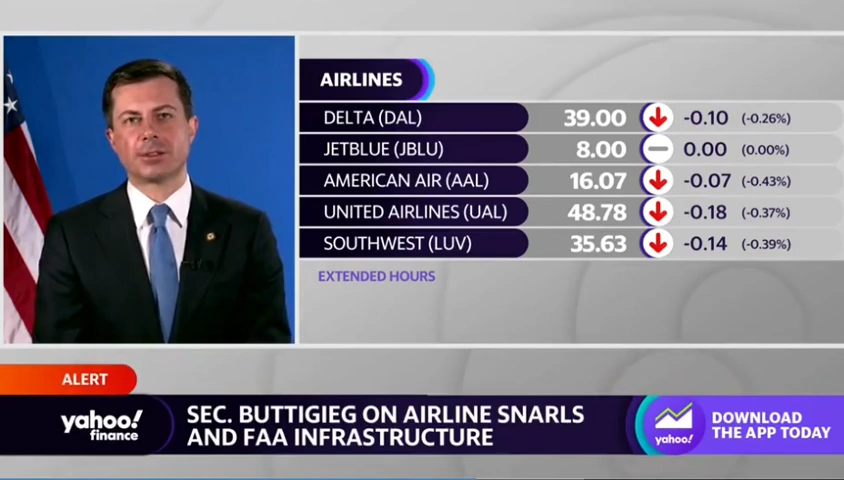 AIRLINES
DELTA (DAL) 39.00 -0.10 (-0.26%)
JETBLUE (JBLU) 8.00 0.00 (0.00%)
AMERICAN AIR (AAL) 16.07 -0.07 (-0.43%)
UNITED AIRLINES (UAL) 48.78 -0.18 (-0.37%)
SOUTHWEST (LUV) 35.63 -0.14 (-0.39%)
EXTENDED HOURS
ALERT
yahoo!
finance
SEC. BUTTIGIEG ON AIRLINE SNARLS
AND FAA INFRASTRUCTURE
yahoo!
DOWNLOAD
THE APP TODAY